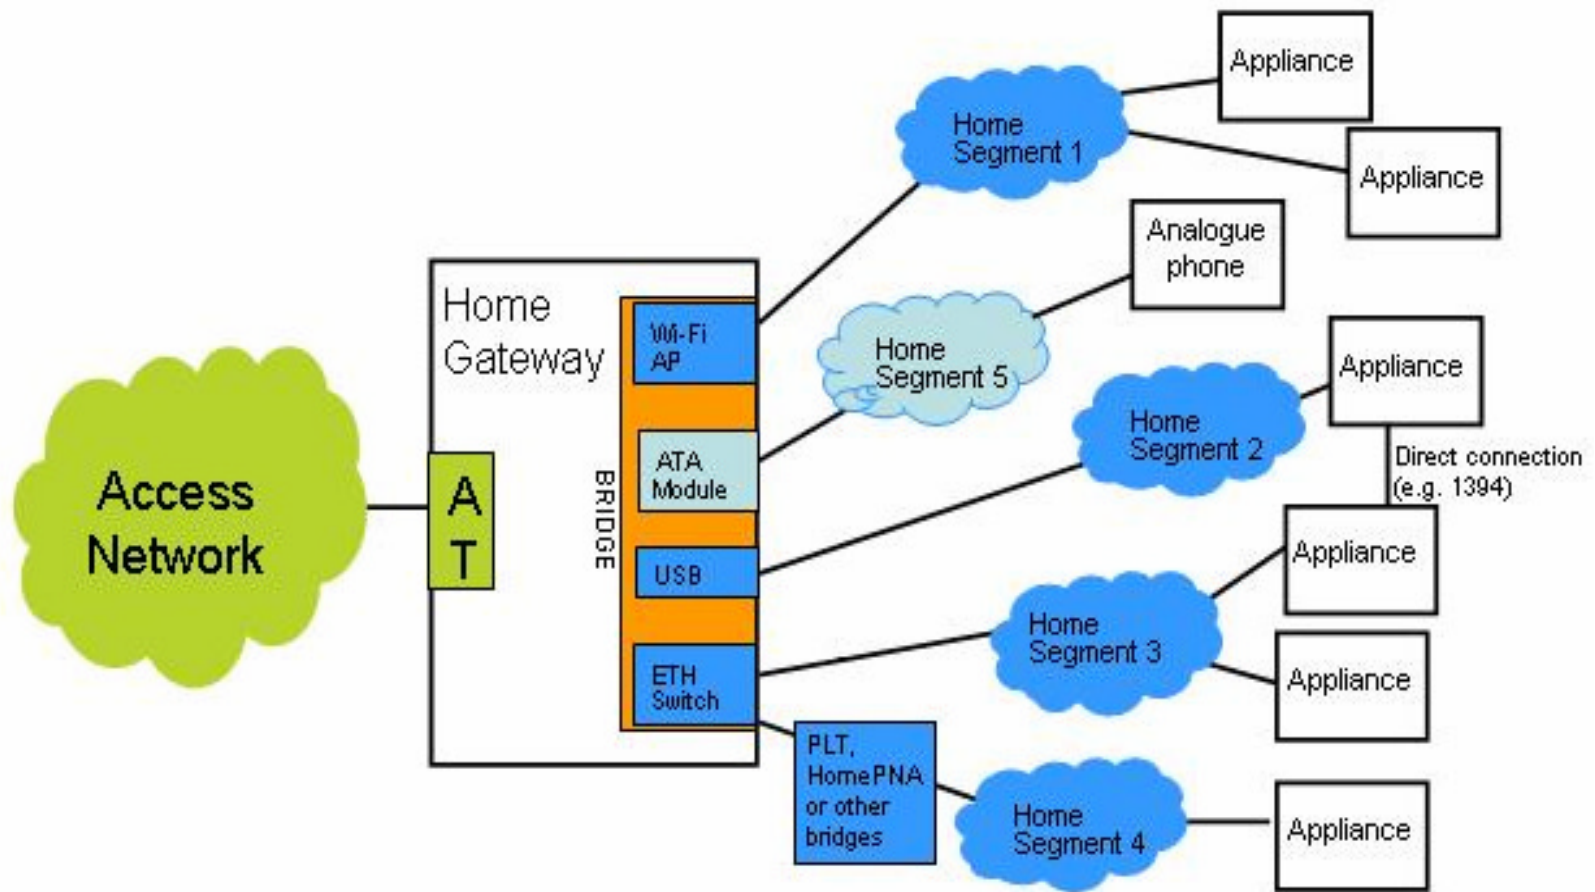 Appliance
Home
Segment 1
Appliance
Analogue
phone
Home
Gateway
Wi-Fi
AP
Home
Segment 5
Appliance
Home
Segment 2
Direct connection
(e.g. 1394)
Access
Network
A
T
BRIDGE
ATA
Module
USB
Appliance
Home
Segment 3
ETH
Switch
Appliance
PLT,
HomePNA
or other
bridges
Home
Segment 4
Appliance